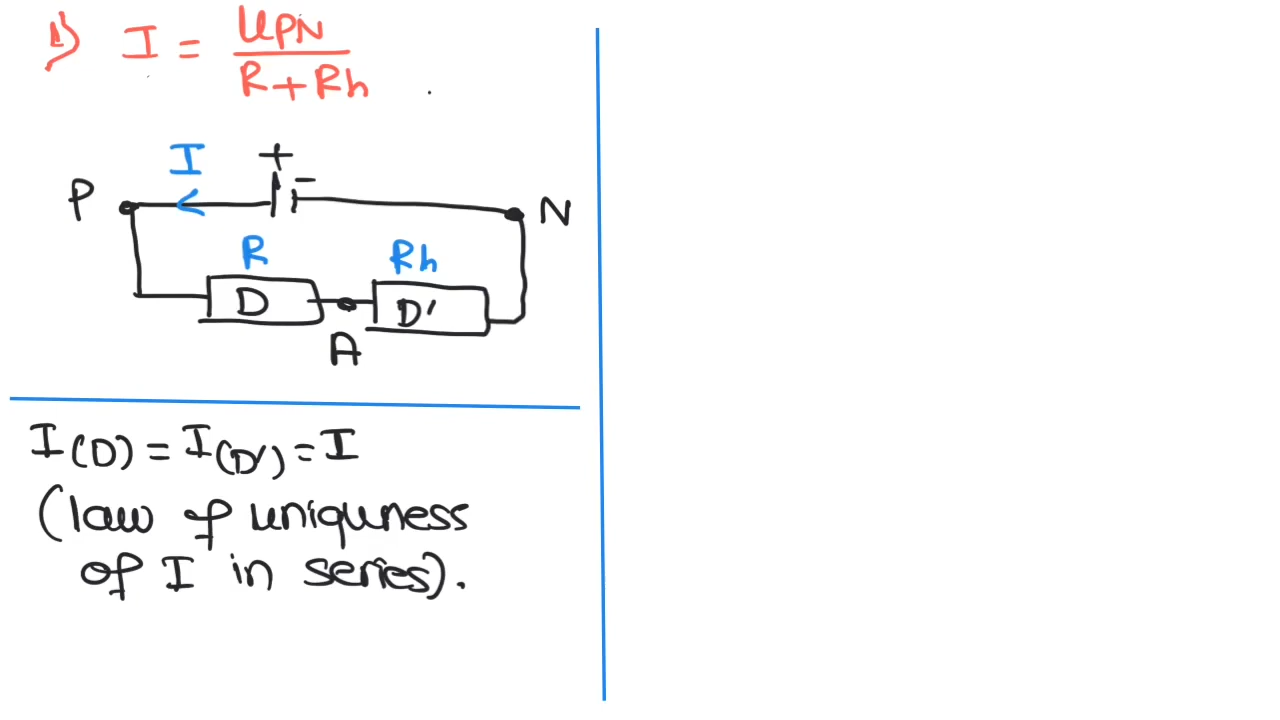 1) I = UPN / R + Rh
I
+ -
P N
R Rh
D D'
A
I(D) = I(D') = I
(law of uniquness
of I in series).